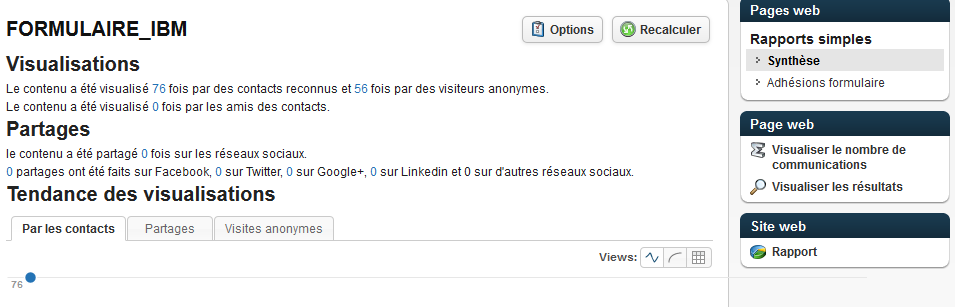 FORMULAIRE_IBM
Options
Recalculer
Visualisations
Le contenu a été visualisé 76 fois par des contacts reconnus et 56 fois par des visiteurs anonymes.
Le contenu a été visualisé 0 fois par les amis des contacts.
Partages
le contenu a été partagé 0 fois sur les réseaux sociaux.
0 partages ont été faits sur Facebook, 0 sur Twitter, 0 sur Google+, 0 sur Linkedin et 0 sur d'autres réseaux sociaux.
Tendance des visualisations
Par les contacts
Partages
Visites anonymes
Views:
76
Pages web
Rapports simples
Synthèse
Adhésions formulaire
Page web
Visualiser le nombre de
communications
Visualiser les résultats
Site web
Rapport